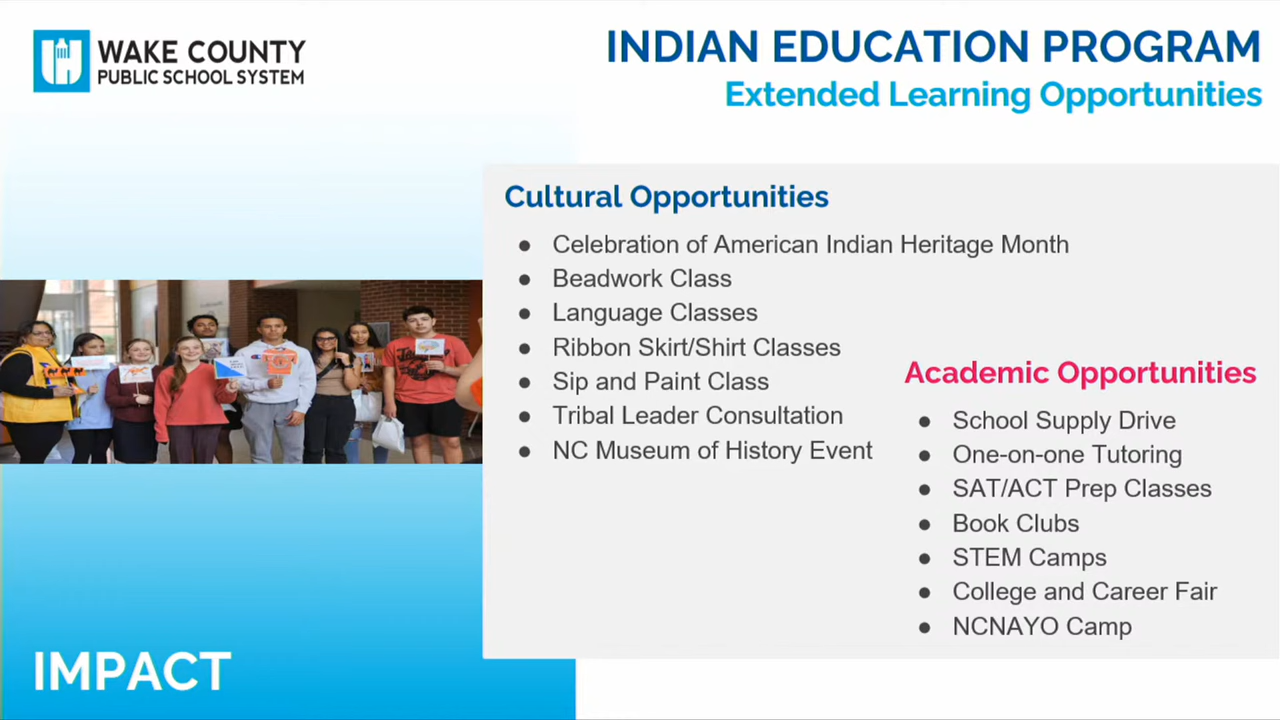 WAKE COUNTY
PUBLIC SCHOOL SYSTEM
INDIAN EDUCATION PROGRAM
Extended Learning Opportunities
Cultural Opportunities
● Celebration of American Indian Heritage Month
● Beadwork Class
● Language Classes
● Ribbon Skirt/Shirt Classes
● Sip and Paint Class
● Tribal Leader Consultation
● NC Museum of History Event
Academic Opportunities
● School Supply Drive
● One-on-one Tutoring
● SAT/ACT Prep Classes
● Book Clubs
● STEM Camps
● College and Career Fair
● NCNAYO Camp
IMPACT